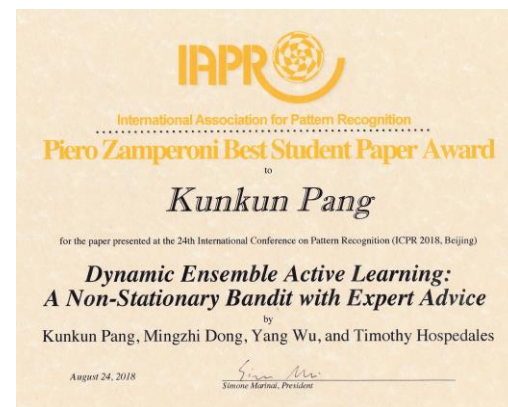 IAPR
International Association for Pattern Recognition
Piero Zamperoni Best Student Paper Award
to
Kunkun Pang
for the paper presented at the 24th International Conference on Pattern Recognition (ICPR 2018, Beijing)
Dynamic Ensemble Active Learning:
A Non-Stationary Bandit with Expert Advice
by
Kunkun Pang, Mingzhi Dong, Yang Wu, and Timothy Hospedales
August 24, 2018
Simone Marinai, President